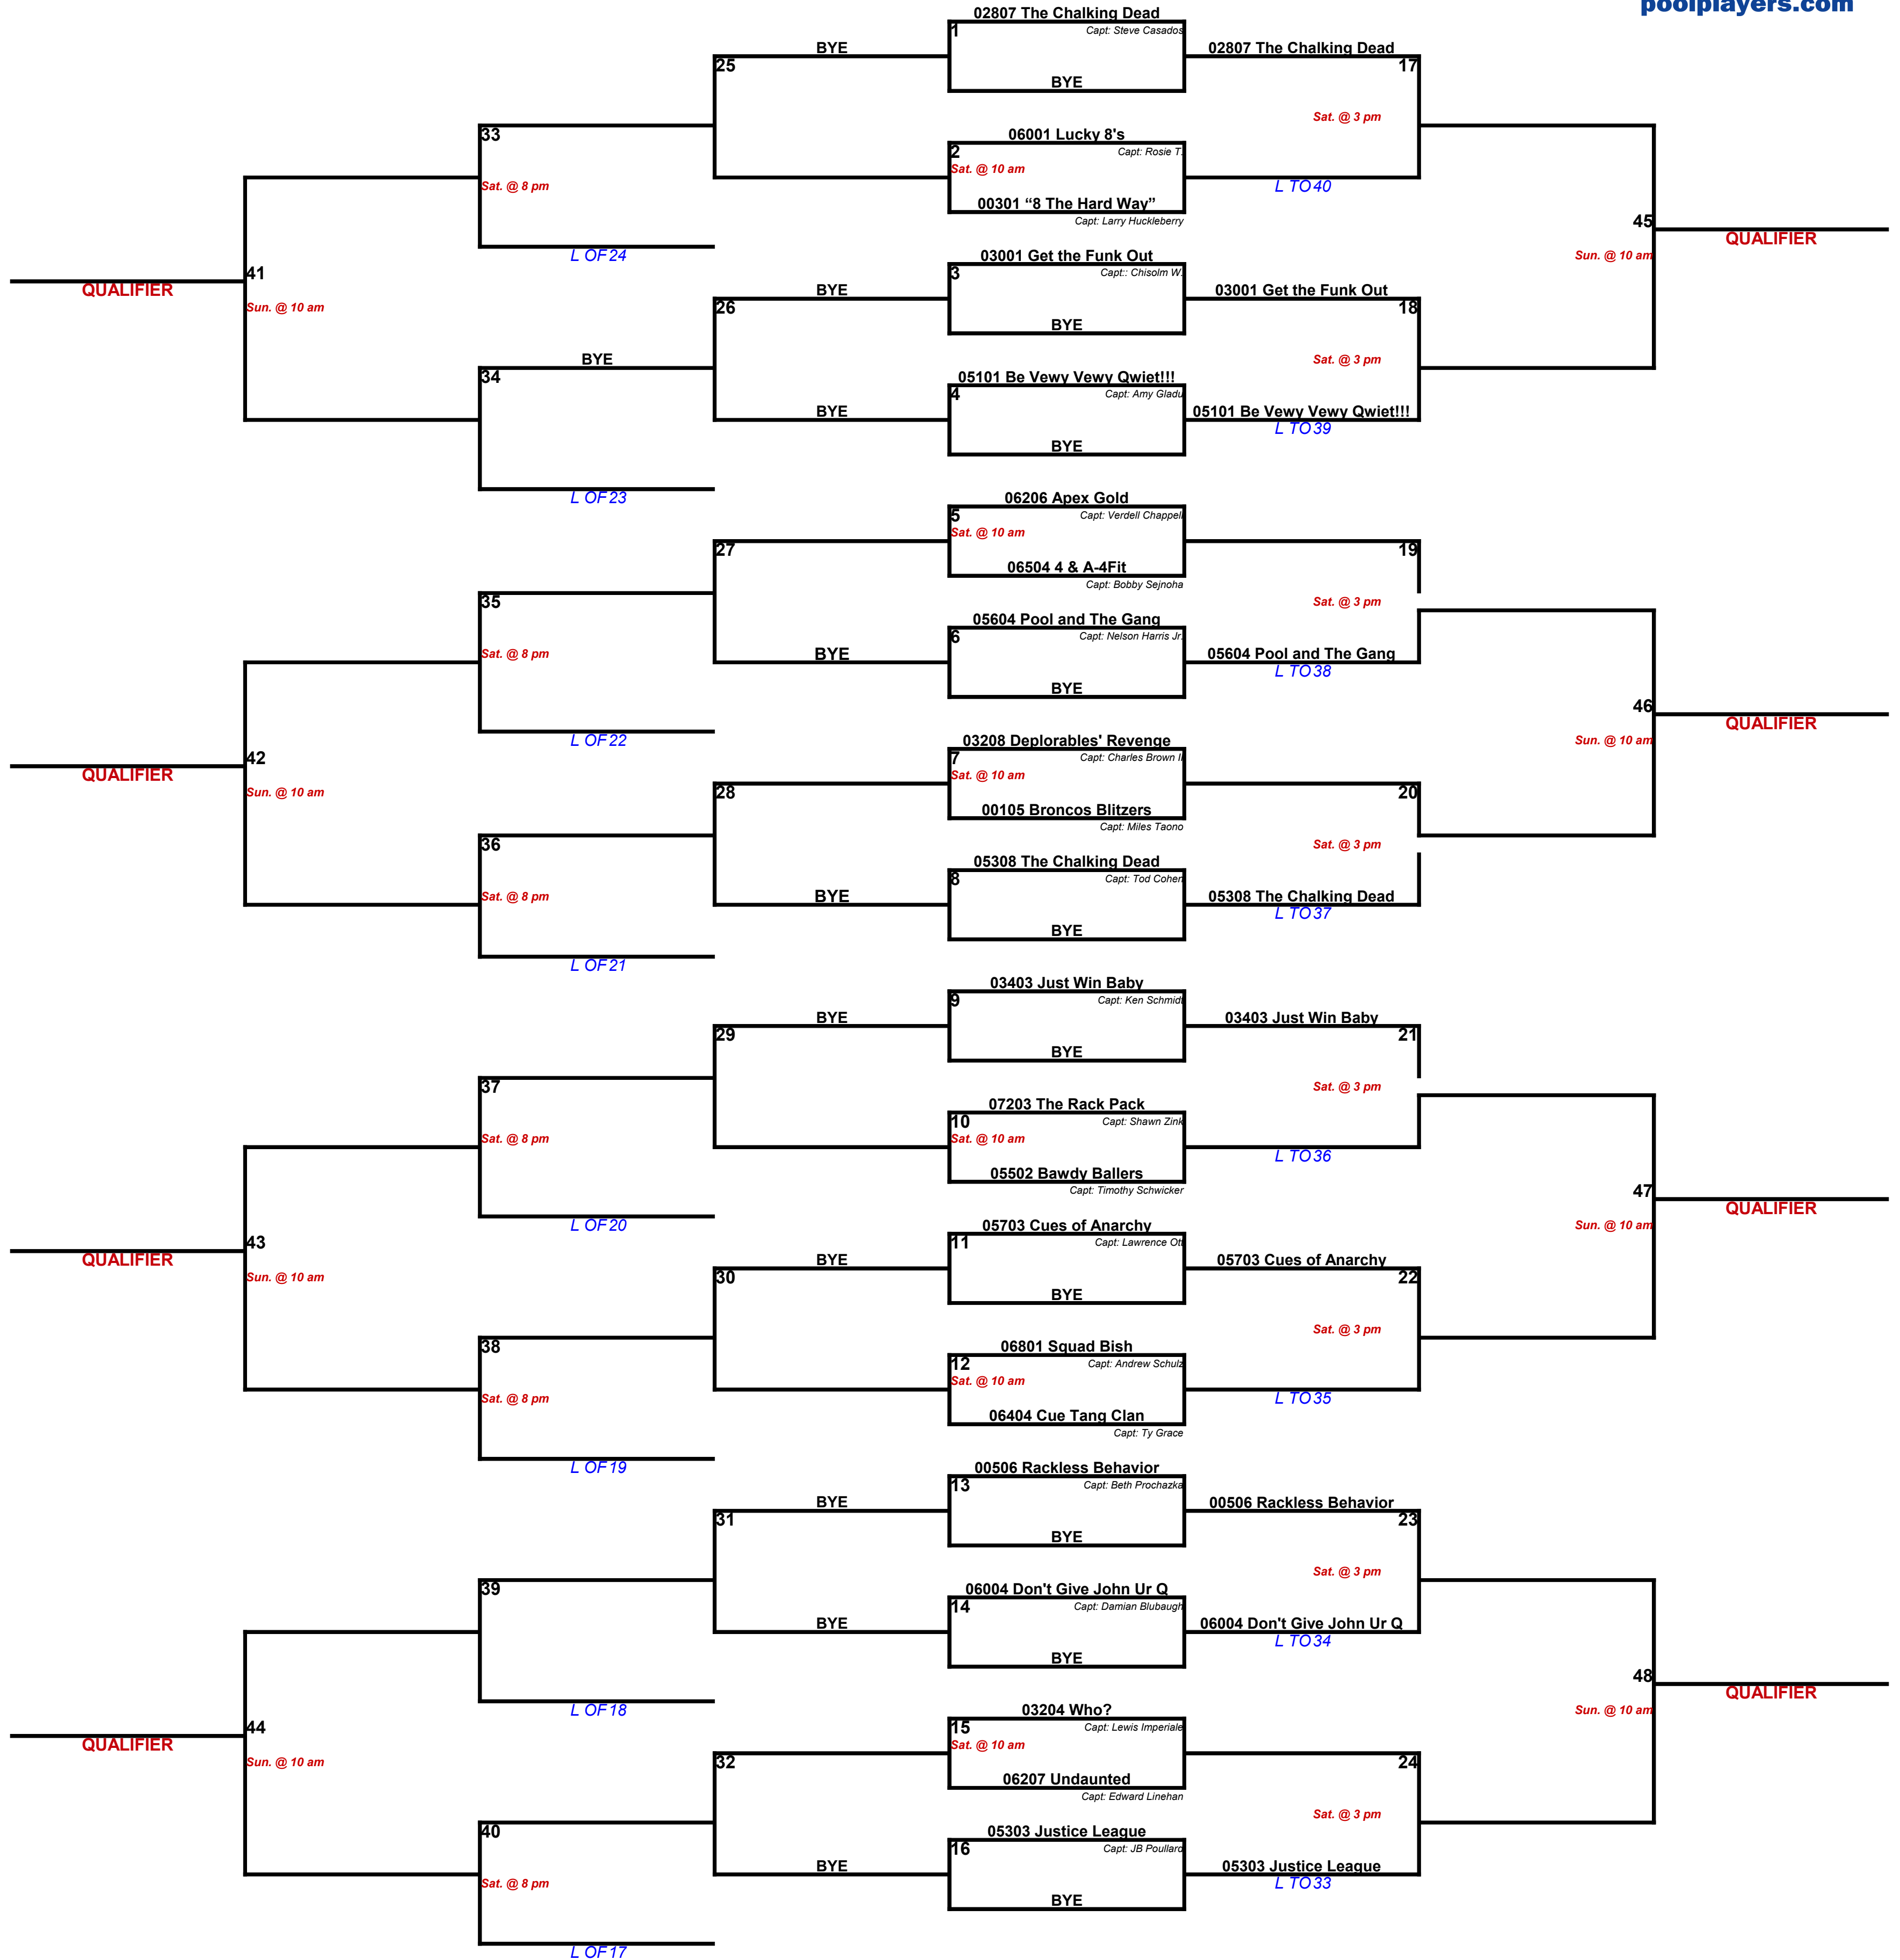 poolplayers.com
02807 The Chalking Dead
1
Capt: Steve Casados
BYE
02807 The Chalking Dead
25
17
BYE
Sat. @ 3 pm
33
06001 Lucky 8's
2
Capt: Rosie T.
Sat. @ 10 am
Sat. @ 8 pm
L TO 40
00301 “8 The Hard Way”
Capt: Larry Huckleberry
45
QUALIFIER
L OF 24
03001 Get the Funk Out
Sun. @ 10 am
41
3
Capt:: Chisolm W.
QUALIFIER
BYE
03001 Get the Funk Out
Sun. @ 10 am
26
18
BYE
BYE
Sat. @ 3 pm
34
05101 Be Vewy Vewy Qwiet!!!
4
Capt: Amy Gladu
BYE
05101 Be Vewy Vewy Qwiet!!!
L TO 39
BYE
L OF 23
06206 Apex Gold
5
Capt: Verdell Chappell
Sat. @ 10 am
27
19
06504 4 & A-4Fit
Capt: Bobby Sejnoha
35
Sat. @ 3 pm
05604 Pool and The Gang
6
Capt: Nelson Harris Jr.
Sat. @ 8 pm
BYE
05604 Pool and The Gang
L TO 38
BYE
46
QUALIFIER
L OF 22
03208 Deplorables' Revenge
Sun. @ 10 am
42
7
Capt: Charles Brown II
QUALIFIER
Sat. @ 10 am
Sun. @ 10 am
28
20
00105 Broncos Blitzers
Capt: Miles Taono
36
Sat. @ 3 pm
05308 The Chalking Dead
8
Capt: Tod Cohen
Sat. @ 8 pm
BYE
05308 The Chalking Dead
L TO 37
BYE
L OF 21
03403 Just Win Baby
9
Capt: Ken Schmidt
BYE
03403 Just Win Baby
29
21
BYE
37
Sat. @ 3 pm
07203 The Rack Pack
10
Capt: Shawn Zink
Sat. @ 8 pm
Sat. @ 10 am
L TO 36
05502 Bawdy Ballers
Capt: Timothy Schwicker
47
QUALIFIER
L OF 20
05703 Cues of Anarchy
Sun. @ 10 am
43
11
Capt: Lawrence Ott
QUALIFIER
BYE
05703 Cues of Anarchy
Sun. @ 10 am
30
22
BYE
Sat. @ 3 pm
38
06801 Squad Bish
12
Capt: Andrew Schulz
Sat. @ 10 am
Sat. @ 8 pm
L TO 35
06404 Cue Tang Clan
Capt: Ty Grace
L OF 19
00506 Rackless Behavior
13
Capt: Beth Prochazka
BYE
00506 Rackless Behavior
31
23
BYE
Sat. @ 3 pm
39
06004 Don't Give John Ur Q
14
Capt: Damian Blubaugh
BYE
06004 Don't Give John Ur Q
L TO 34
BYE
48
QUALIFIER
L OF 18
03204 Who?
Sun. @ 10 am
44
15
Capt: Lewis Imperiale
QUALIFIER
Sat. @ 10 am
Sun. @ 10 am
32
24
06207 Undaunted
Capt: Edward Linehan
Sat. @ 3 pm
40
05303 Justice League
16
Capt: JB Poullard
BYE
05303 Justice League
Sat. @ 8 pm
L TO 33
BYE
L OF 17